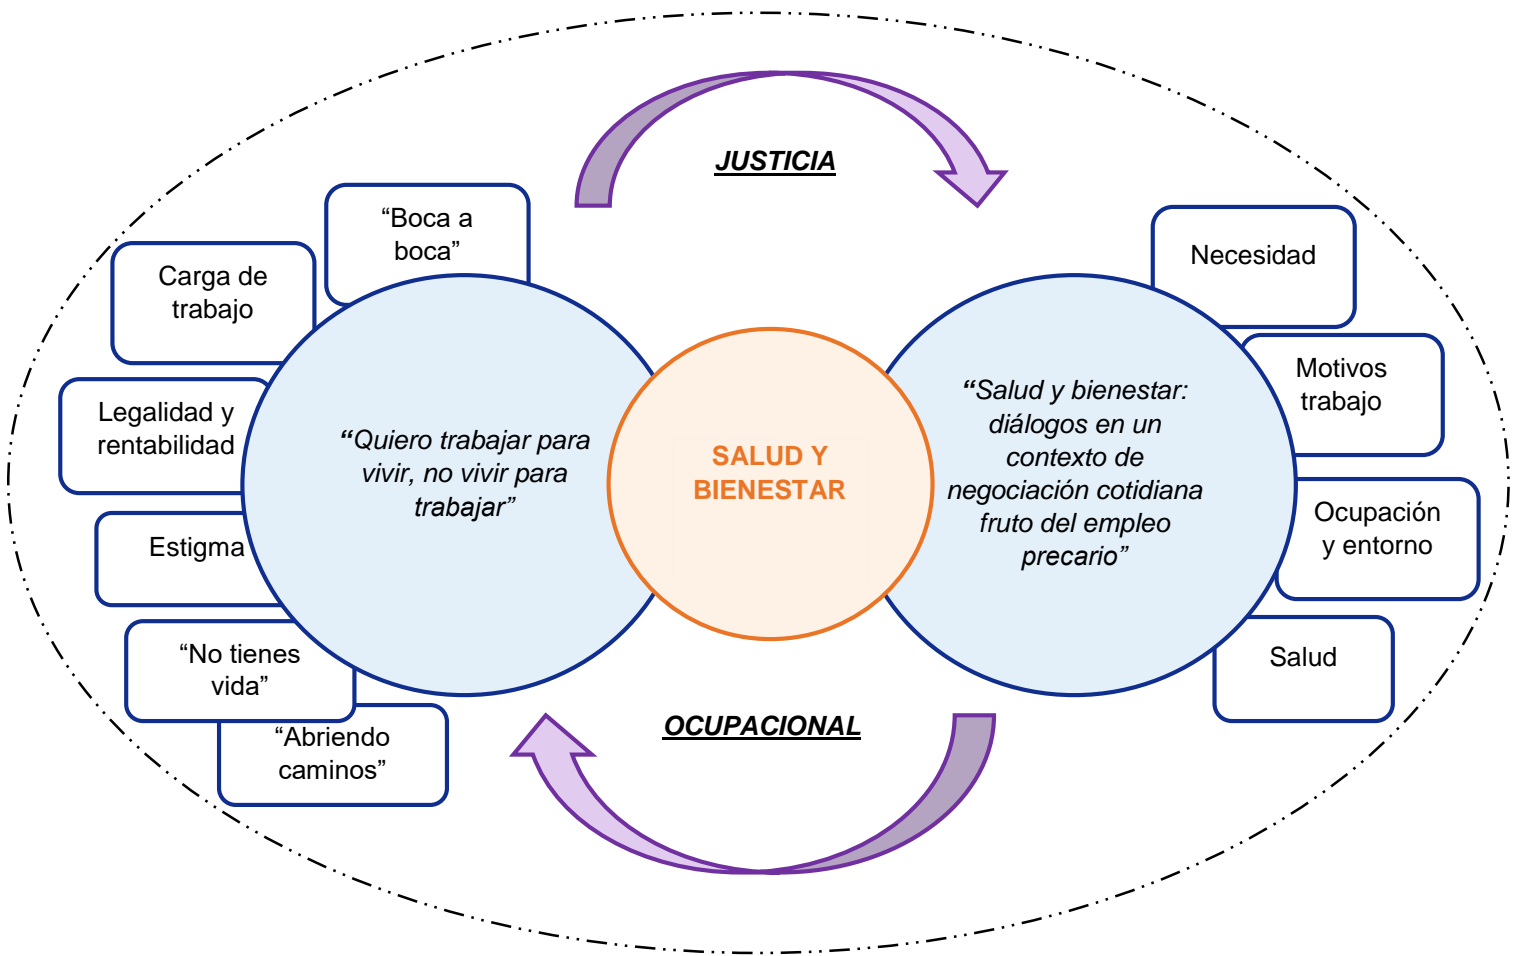 JUSTICIA
“Boca a
boca”
Carga de
trabajo
Legalidad y
rentabilidad
Estigma
“No tienes
vida”
“Abriendo
caminos”
“Quiero trabajar para
vivir, no vivir para
trabajar”
SALUD Y
BIENESTAR
“Salud y bienestar:
diálogos en un
contexto de
negociación cotidiana
fruto del empleo
precario”
Necesidad
Motivos
trabajo
Ocupación
y entorno
Salud
OCUPACIONAL